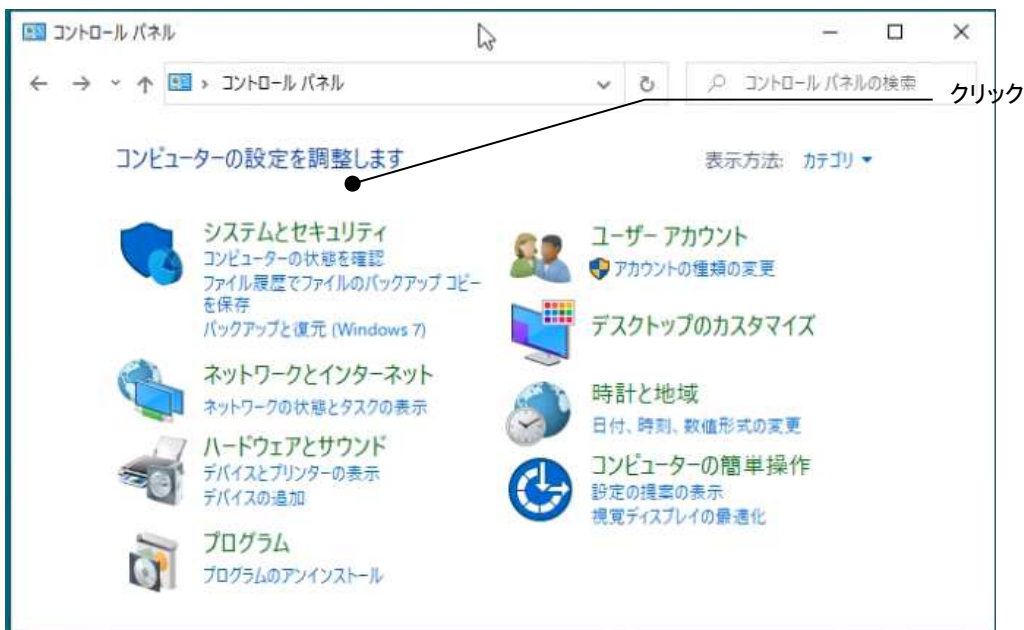 コントロール パネル
コントロール パネル
コントロール パネルの検索
クリック
コンピューターの設定を調整します
表示方法: カテゴリ
システムとセキュリティ
コンピューターの状態を確認
ファイル履歴でファイルのバックアップ コピー
を保存
バックアップと復元 (Windows 7)
ネットワークとインターネット
ネットワークの状態とタスクの表示
ハードウェアとサウンド
デバイスとプリンターの表示
デバイスの追加
プログラム
プログラムのアンインストール
ユーザー アカウント
アカウントの種類の変更
デスクトップのカスタマイズ
時計と地域
日付、時刻、数値形式の変更
コンピューターの簡単操作
設定の提案の表示
視覚ディスプレイの最適化